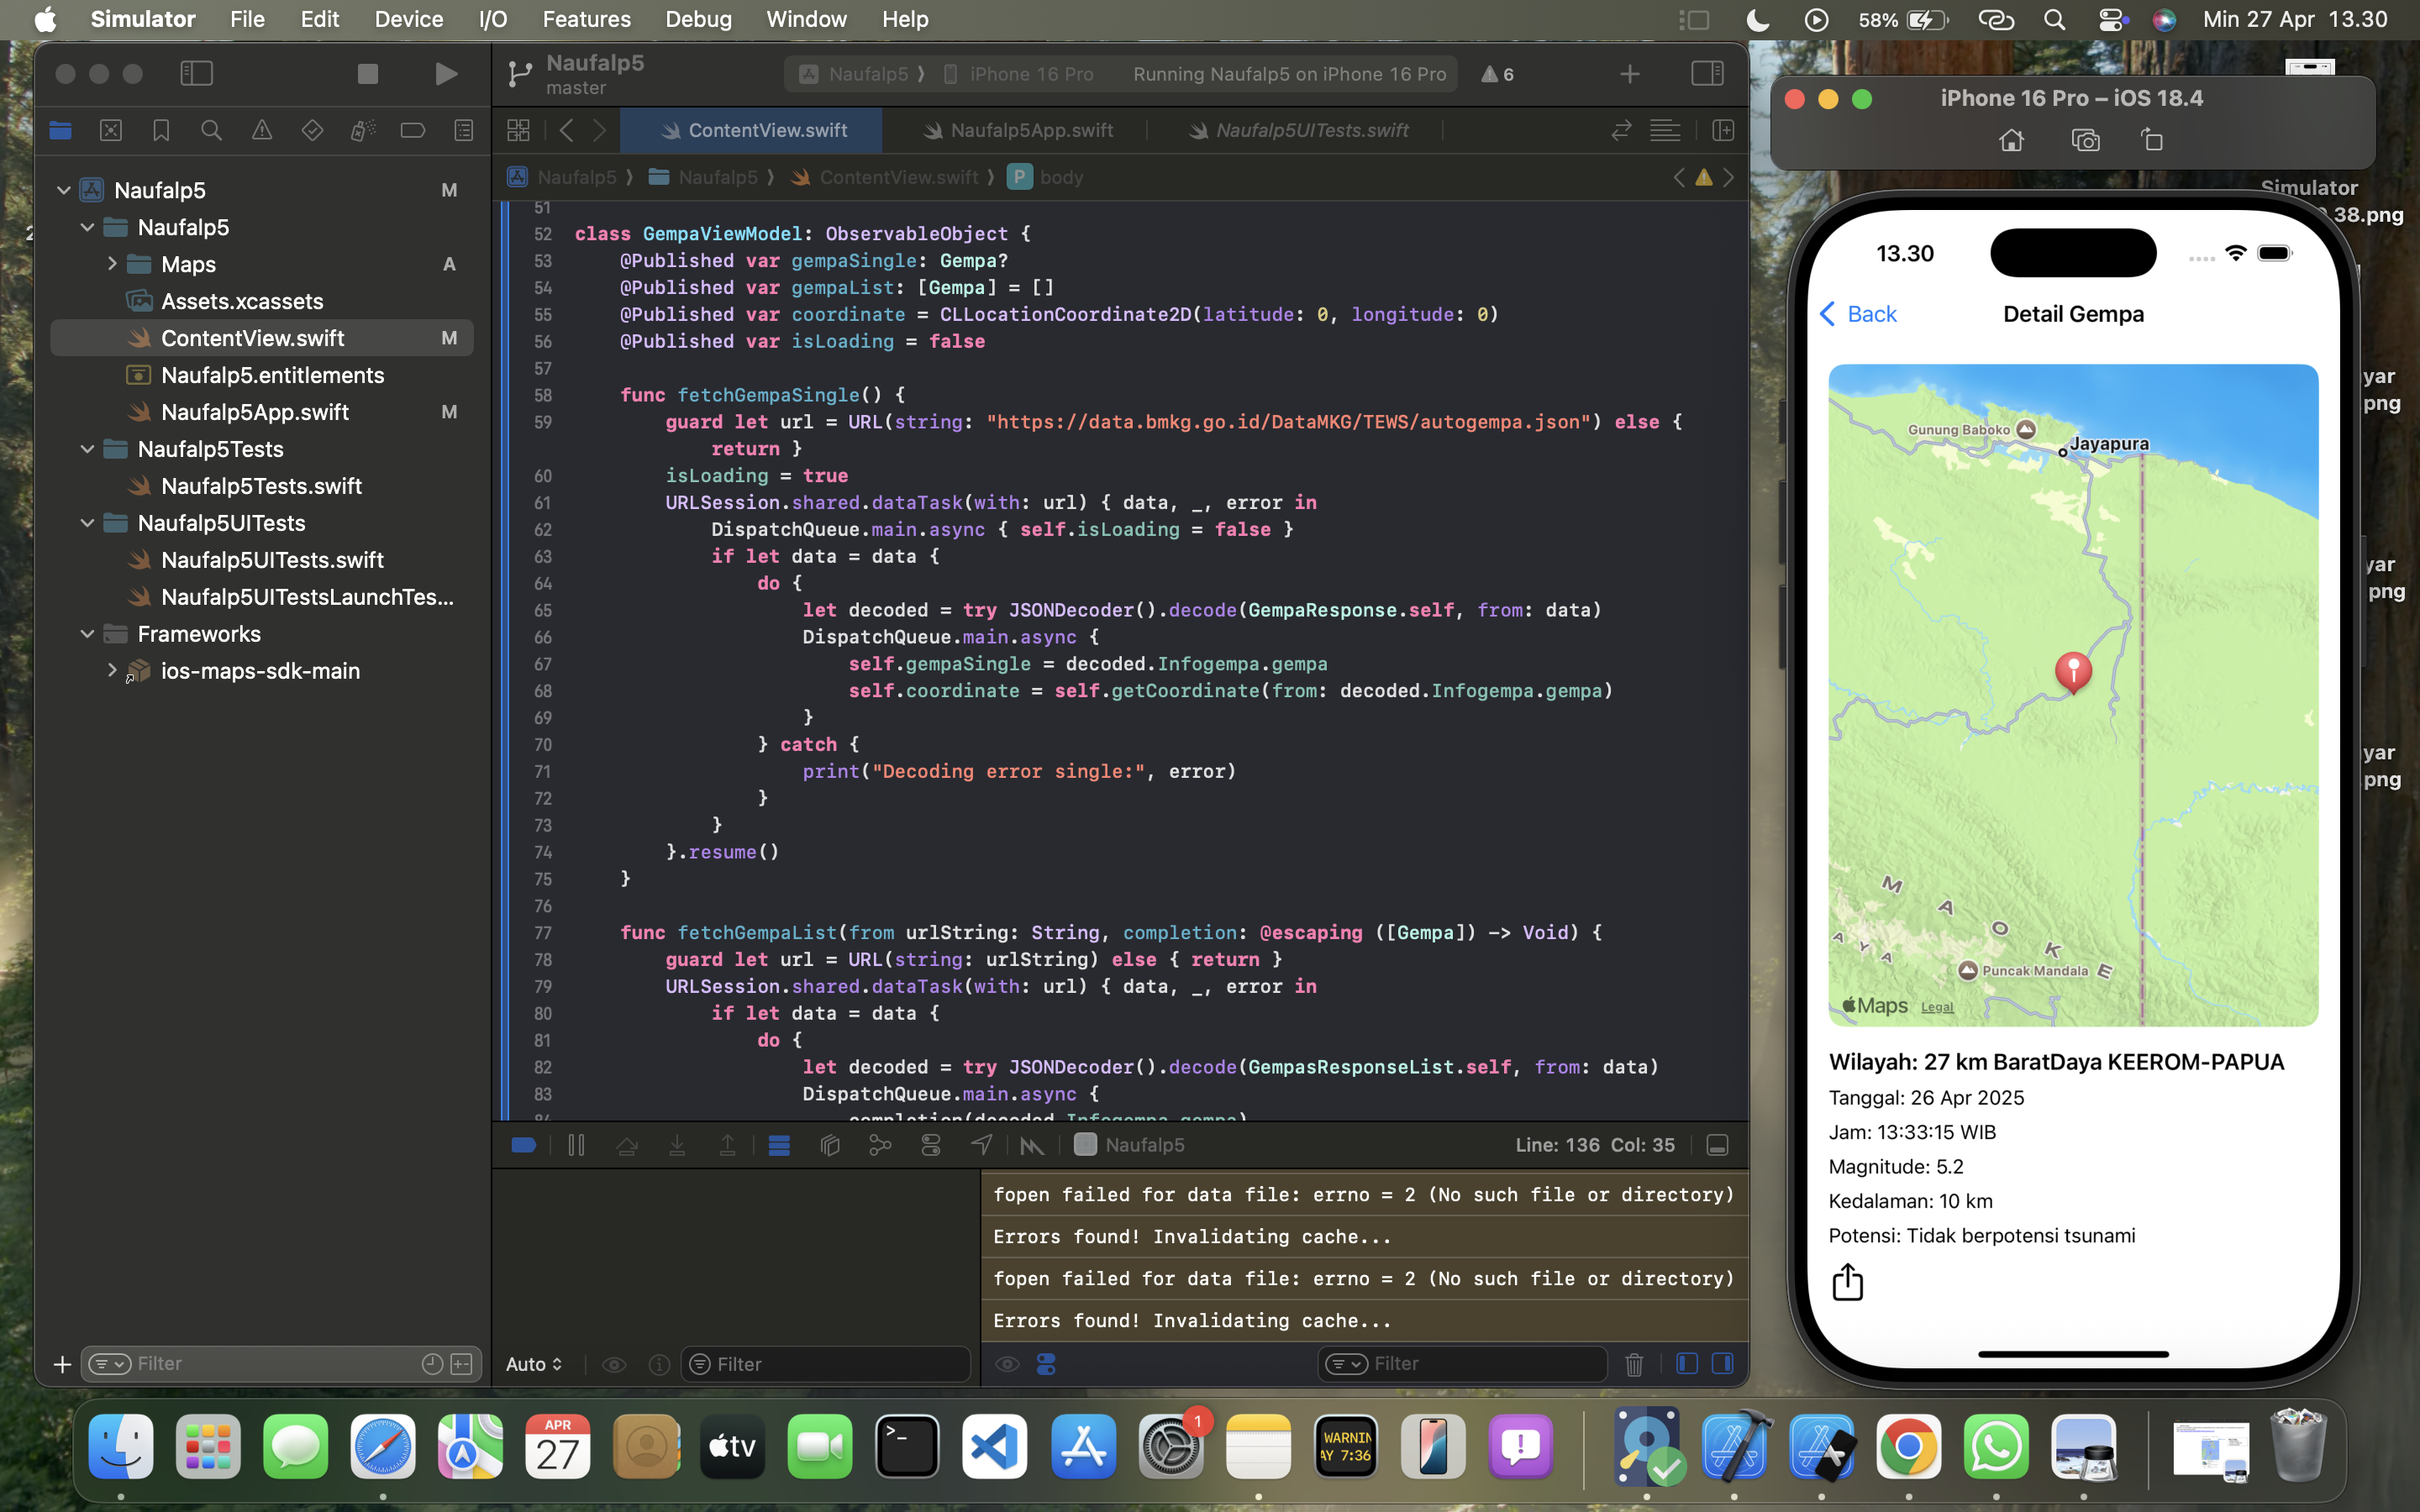 Simulator File Edit Device I/O Features Debug Window Help
58% Min 27 Apr 13.30
Naufalp5
master
Naufalp5 iPhone 16 Pro Running Naufalp5 on iPhone 16 Pro 6
ContentView.swift Naufalp5App.swift Naufalp5UITests.swift
Naufalp5 Naufalp5 ContentView.swift P body
Naufalp5 M
Naufalp5
Maps A
Assets.xcassets
ContentView.swift M
Naufalp5.entitlements
Naufalp5App.swift M
Naufalp5Tests
Naufalp5Tests.swift
Naufalp5UITests
Naufalp5UITests.swift
Naufalp5UITestsLaunchTes...
Frameworks
ios-maps-sdk-main
Filter
51
52 class GempaViewModel: ObservableObject {
53 @Published var gempaSingle: Gempa?
54 @Published var gempaList: [Gempa] = []
55 @Published var coordinate = CLLocationCoordinate2D(latitude: 0, longitude: 0)
56 @Published var isLoading = false
57
58 func fetchGempaSingle() {
59 guard let url = URL(string: "https://data.bmkg.go.id/DataMKG/TEWS/autogempa.json") else {
return }
60 isLoading = true
61 URLSession.shared.dataTask(with: url) { data, _, error in
62 DispatchQueue.main.async { self.isLoading = false }
63 if let data = data {
64 do {
65 let decoded = try JSONDecoder().decode(GempaResponse.self, from: data)
66 DispatchQueue.main.async {
67 self.gempaSingle = decoded.Infogempa.gempa
68 self.coordinate = self.getCoordinate(from: decoded.Infogempa.gempa)
69 }
70 } catch {
71 print("Decoding error single:", error)
72 }
73 }
74 }.resume()
75 }
76
77 func fetchGempaList(from urlString: String, completion: @escaping ([Gempa]) -> Void) {
78 guard let url = URL(string: urlString) else { return }
79 URLSession.shared.dataTask(with: url) { data, _, error in
80 if let data = data {
81 do {
82 let decoded = try JSONDecoder().decode(GempasResponseList.self, from: data)
83 DispatchQueue.main.async {
84 completion(decoded.Infogempa.gempa)
Naufalp5 Line: 136 Col: 35
fopen failed for data file: errno = 2 (No such file or directory)
Errors found! Invalidating cache...
fopen failed for data file: errno = 2 (No such file or directory)
Errors found! Invalidating cache...
Auto Filter Filter
iPhone 16 Pro – iOS 18.4
Simulator
38.png
yar
png
yar
png
yar
png
13.30
Back Detail Gempa
Gunung Baboko
Jayapura
MAOKE
AYA
Puncak Mandala
Maps Legal
Wilayah: 27 km BaratDaya KEEROM-PAPUA
Tanggal: 26 Apr 2025
Jam: 13:33:15 WIB
Magnitude: 5.2
Kedalaman: 10 km
Potensi: Tidak berpotensi tsunami
APR
27
tv
1
WARNIN
AY 7:36